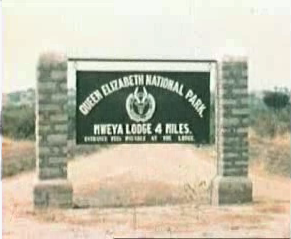 QUEEN ELIZABETH NATIONAL PARK.
MWEYA LODGE 4 MILES.
ENTRANCE FEES PAYABLE AT THE LODGE.